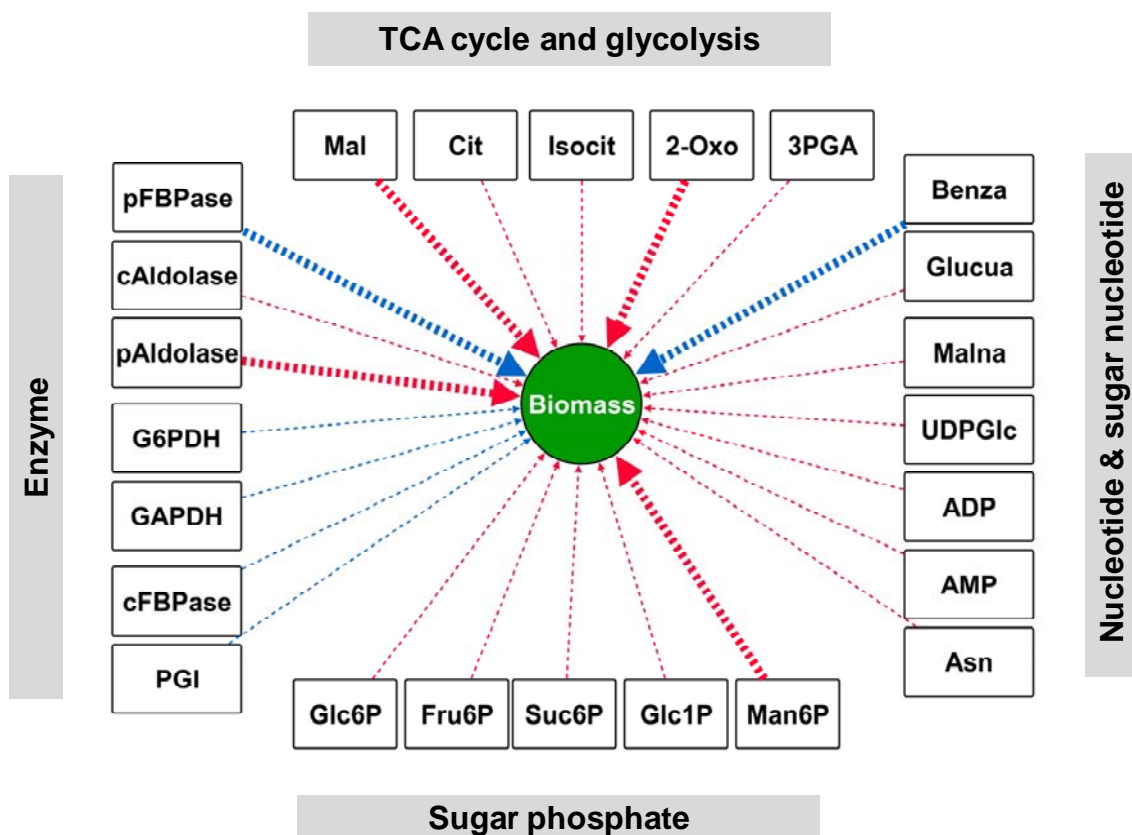 TCA cycle and glycolysis
Mal
Cit
Isocit
2-Oxo
3PGA
Enzyme
pFBPase
cAldolase
pAldolase
G6PDH
GAPDH
cFBPase
PGI
Biomass
Benza
Glucua
Malna
UDPGlc
ADP
AMP
Asn
Nucleotide & sugar nucleotide
Glc6P
Fru6P
Suc6P
Glc1P
Man6P
Sugar phosphate